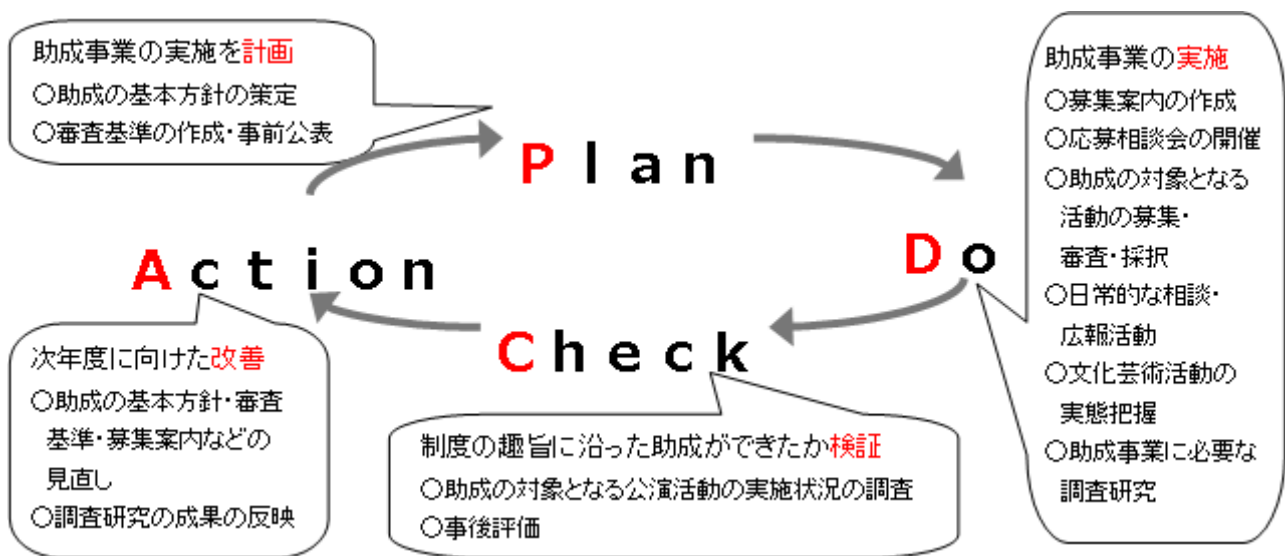 助成事業の実施を計画
○助成の基本方針の策定
○審査基準の作成・事前公表
Plan
助成事業の実施
○募集案内の作成
○応募相談会の開催
○助成の対象となる
活動の募集・
審査・採択
○日常的な相談・
広報活動
○文化芸術活動の
実態把握
○助成事業に必要な
調査研究
Do
Action
Check
次年度に向けた改善
○助成の基本方針・審査
基準・募集案内などの
見直し
○調査研究の成果の反映
制度の趣旨に沿った助成ができたか検証
○助成の対象となる公演活動の実施状況の調査
○事後評価